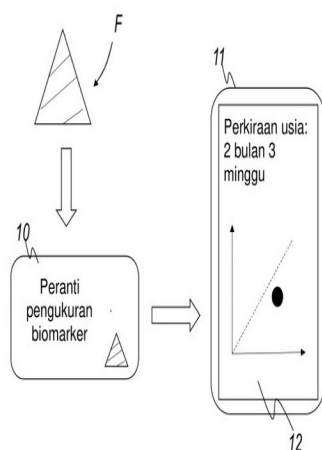 F
11
Perkiraan usia:
2 bulan 3
minggu
10
Peranti
pengukuran
biomarker
12